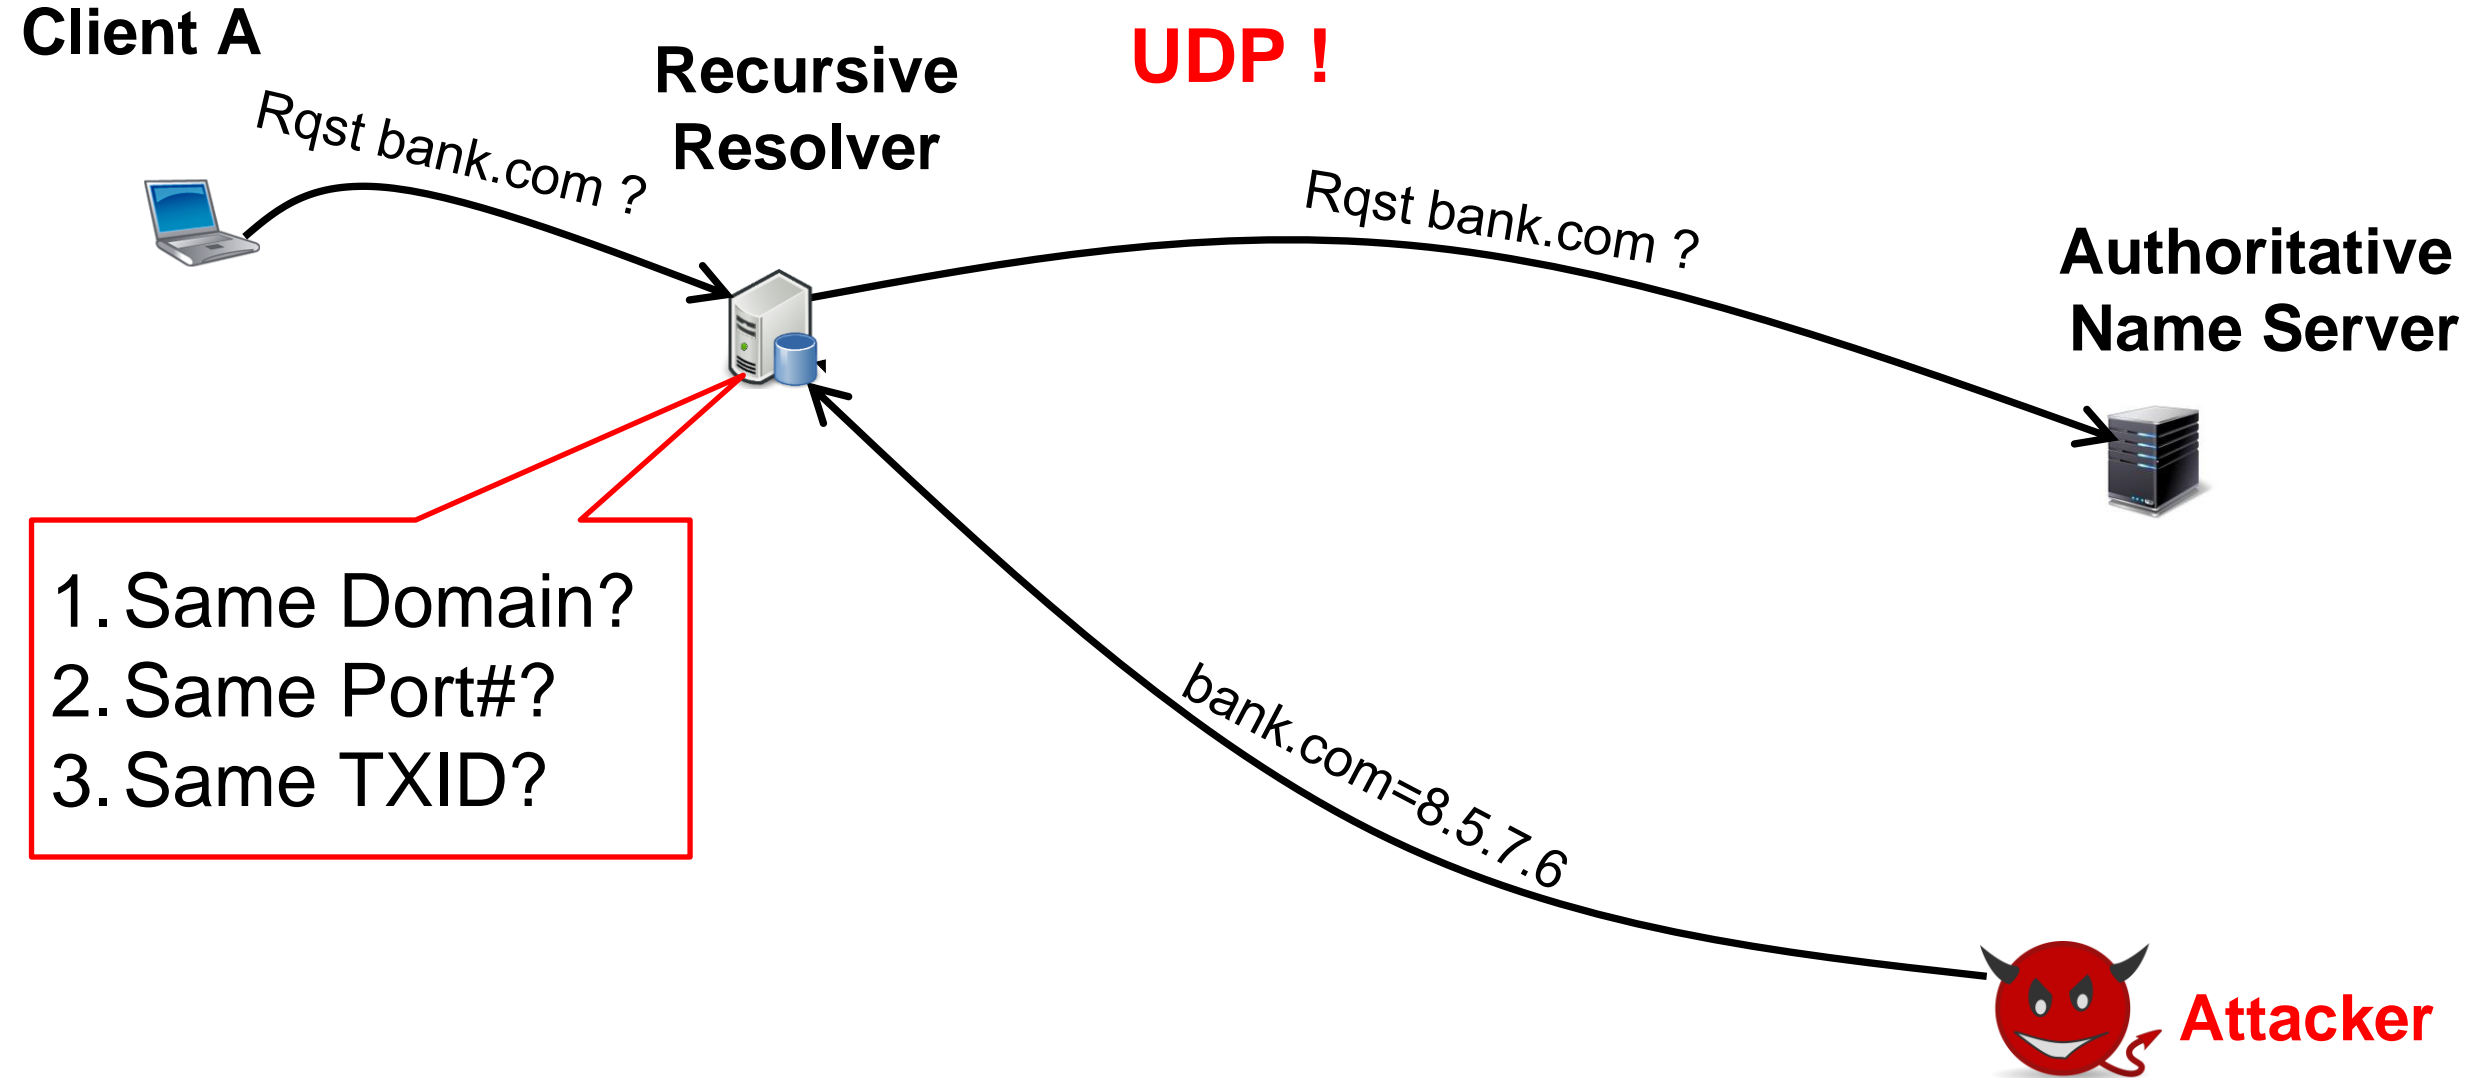 Client A
Recursive
Resolver
UDP !
Rqst bank.com ?
Rqst bank.com ?
Authoritative
Name Server
1. Same Domain?
2. Same Port#?
3. Same TXID?
bank.com=8.5.7.6
Attacker